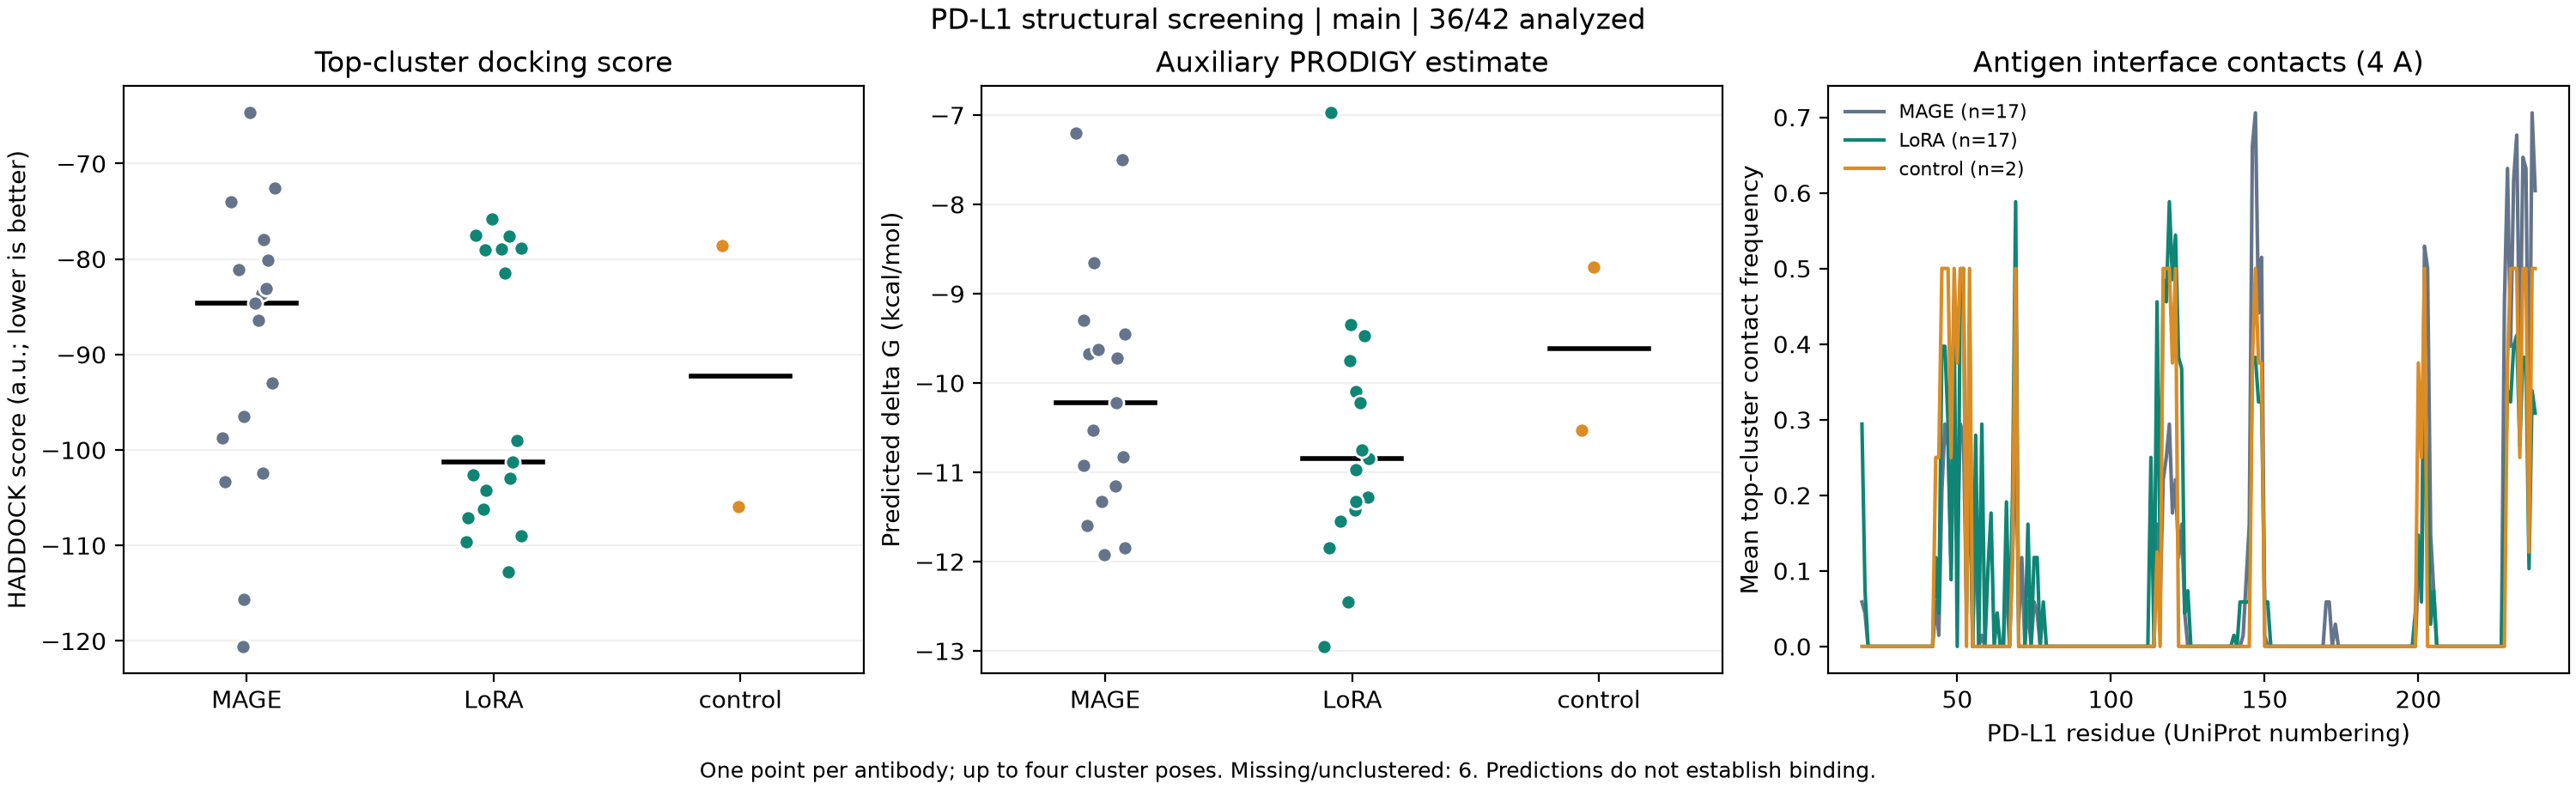 PD-L1 structural screening | main | 36/42 analyzed
Top-cluster docking score
HADDOCK score (a.u.; lower is better)
−70
−80
−90
−100
−110
−120
MAGE
LoRA
control
Auxiliary PRODIGY estimate
Predicted delta G (kcal/mol)
−7
−8
−9
−10
−11
−12
−13
MAGE
LoRA
control
Antigen interface contacts (4 A)
Mean top-cluster contact frequency
0.7
0.6
0.5
0.4
0.3
0.2
0.1
0.0
MAGE (n=17)
LoRA (n=17)
control (n=2)
50
100
150
200
PD-L1 residue (UniProt numbering)
One point per antibody; up to four cluster poses. Missing/unclustered: 6. Predictions do not establish binding.